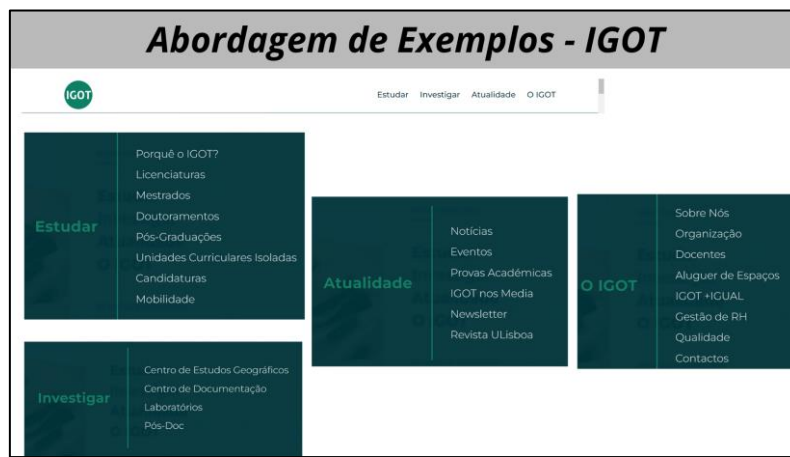 Abordagem de Exemplos - IGOT
IGOT
Estudar Investigar Atualidade O IGOT
Estudar
Porquê o IGOT?
Licenciaturas
Mestrados
Doutoramentos
Pós-Graduações
Unidades Curriculares Isoladas
Candidaturas
Mobilidade
Investigar
Centro de Estudos Geográficos
Centro de Documentação
Laboratórios
Pós-Doc
Atualidade
Notícias
Eventos
Provas Académicas
IGOT nos Media
Newsletter
Revista ULisboa
O IGOT
Sobre Nós
Organização
Docentes
Aluguer de Espaços
IGOT +IGUAL
Gestão de RH
Qualidade
Contactos